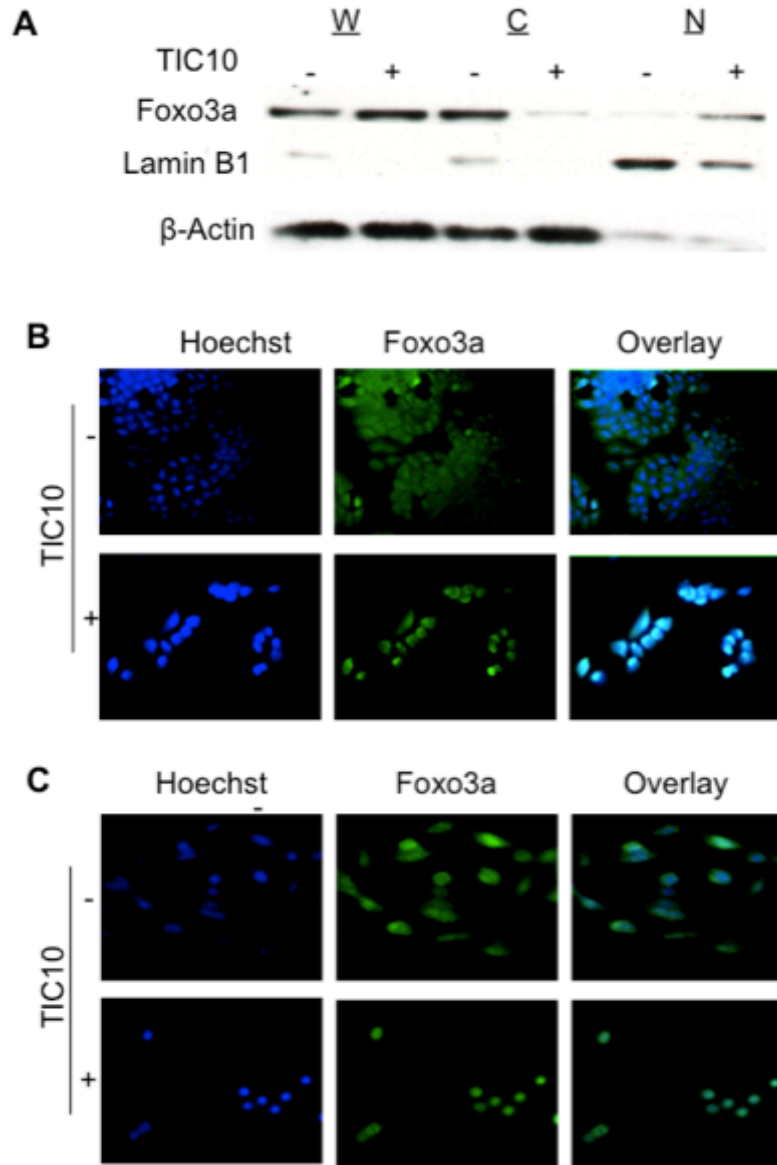 A
W C N
TIC10 - + - + - +
Foxo3a
Lamin B1
β-Actin
B
Hoechst Foxo3a Overlay
TIC10
-
+
C
Hoechst Foxo3a Overlay
-
TIC10
-
+